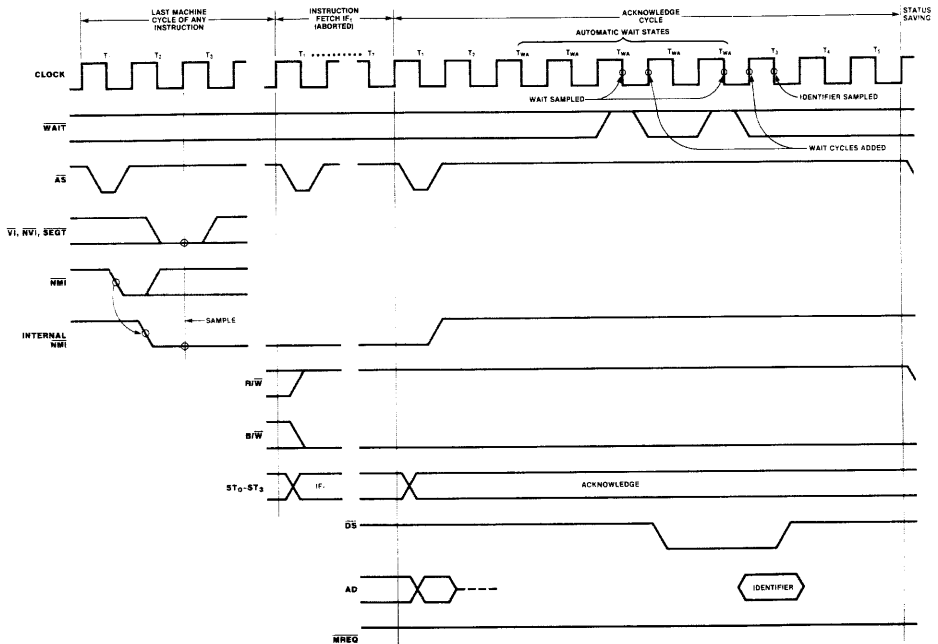 LAST MACHINE
CYCLE OF ANY
INSTRUCTION
INSTRUCTION
FETCH IF₁
(ABORTED)
ACKNOWLEDGE
CYCLE
STATUS
SAVING
AUTOMATIC WAIT STATES
T T₂ T₃ T₁ T₇ T₁ T₂ TWA TWA TWA TWA TWA T₃ T₄ T₅
CLOCK
WAIT SAMPLED
IDENTIFIER SAMPLED
WAIT
WAIT CYCLES ADDED
AS
VI, NVI, SEGT
NMI
SAMPLE
INTERNAL
NMI
R/W
B/W
ST₀-ST₃
IF₁
ACKNOWLEDGE
DS
AD
IDENTIFIER
MREQ